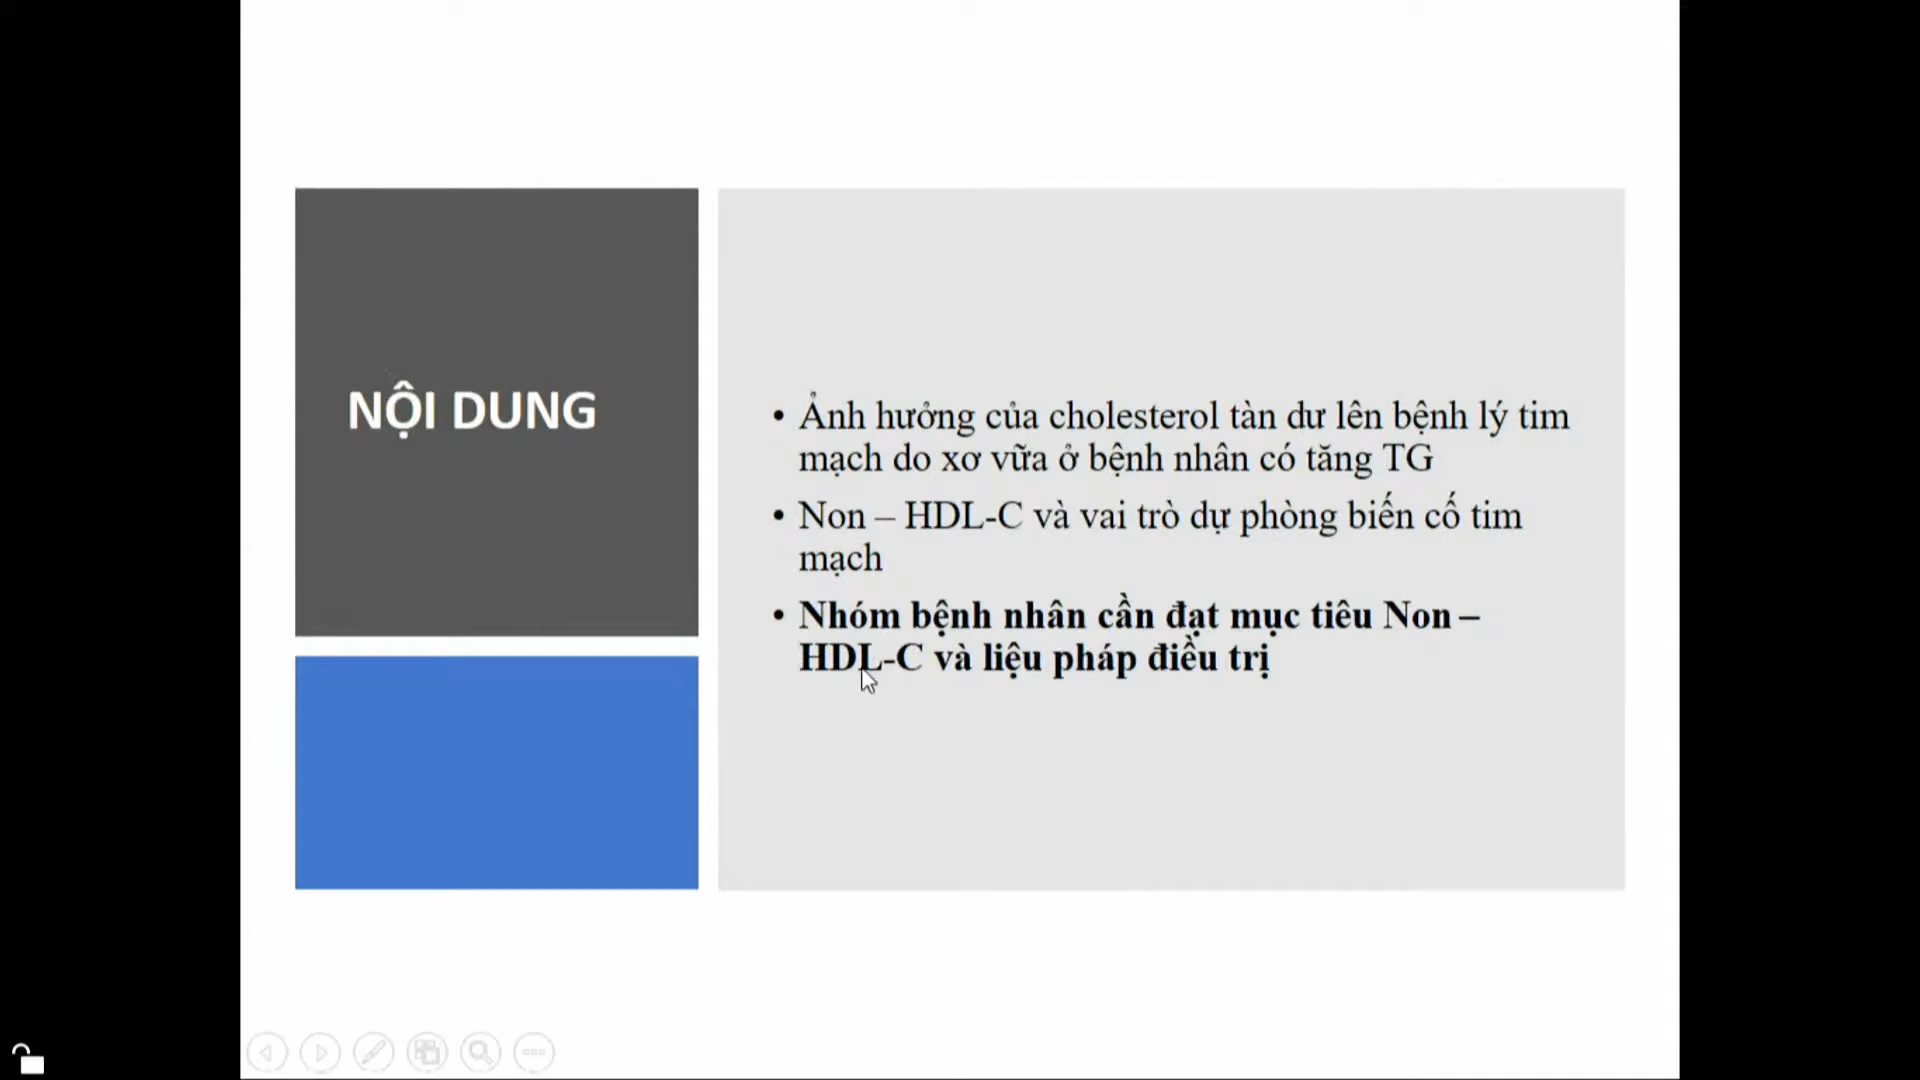 NỘI DUNG
• Ảnh hưởng của cholesterol tàn dư lên bệnh lý tim
mạch do xơ vữa ở bệnh nhân có tăng TG
• Non – HDL-C và vai trò dự phòng biến cố tim
mạch
• Nhóm bệnh nhân cần đạt mục tiêu Non –
HDL-C và liệu pháp điều trị